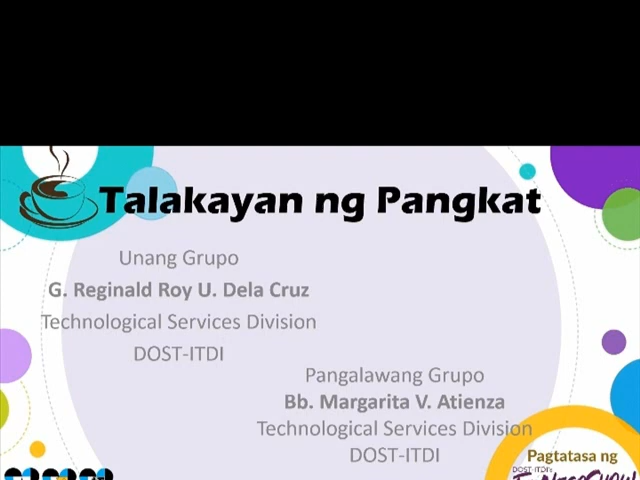 Talakayan ng Pangkat
Unang Grupo
G. Reginald Roy U. Dela Cruz
Technological Services Division
DOST-ITDI
Pangalawang Grupo
Bb. Margarita V. Atienza
Technological Services Division
DOST-ITDI
Pagtatasa ng
DOST-ITDI's